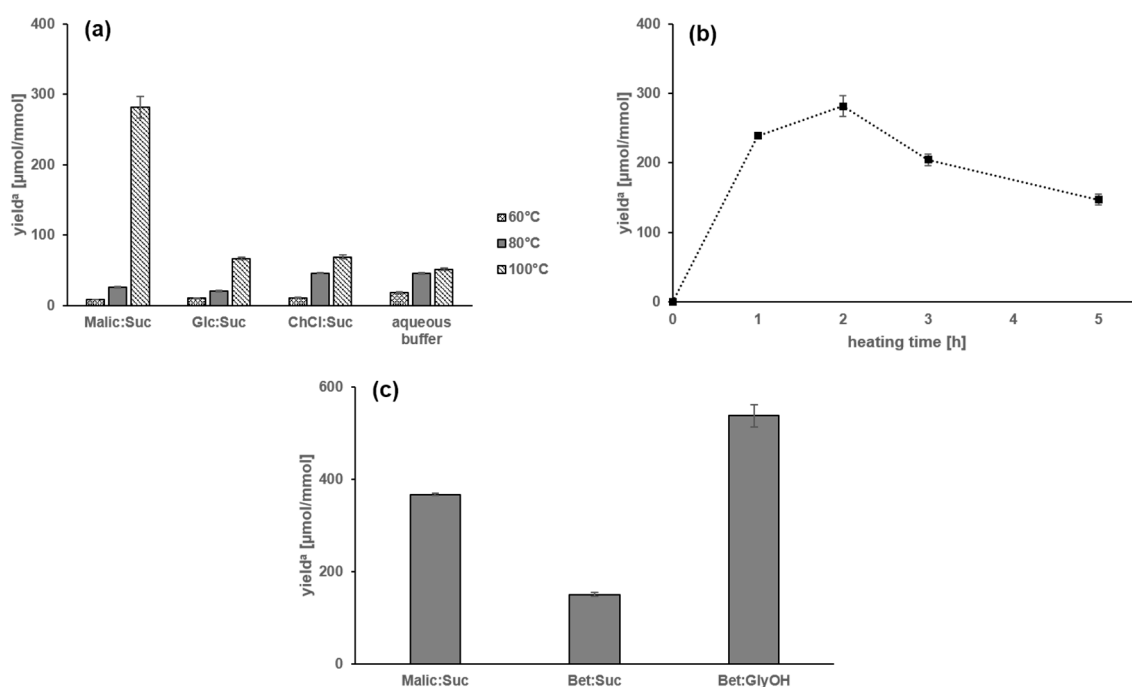 (a)
400
300
200
100
0
yieldᵃ [µmol/mmol]
Malic:Suc Glc:Suc ChCl:Suc aqueous
buffer
60°C
80°C
100°C
(b)
400
300
200
100
0
yieldᵃ [µmol/mmol]
0 1 2 3 4 5
heating time [h]
(c)
600
400
200
0
yieldᵃ [µmol/mmol]
Malic:Suc Bet:Suc Bet:GlyOH